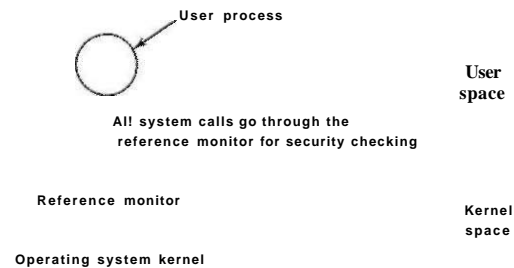 User process
User
space
Al! system calls go through the
reference monitor for security checking
Reference monitor
Kernel
space
Operating system kernel